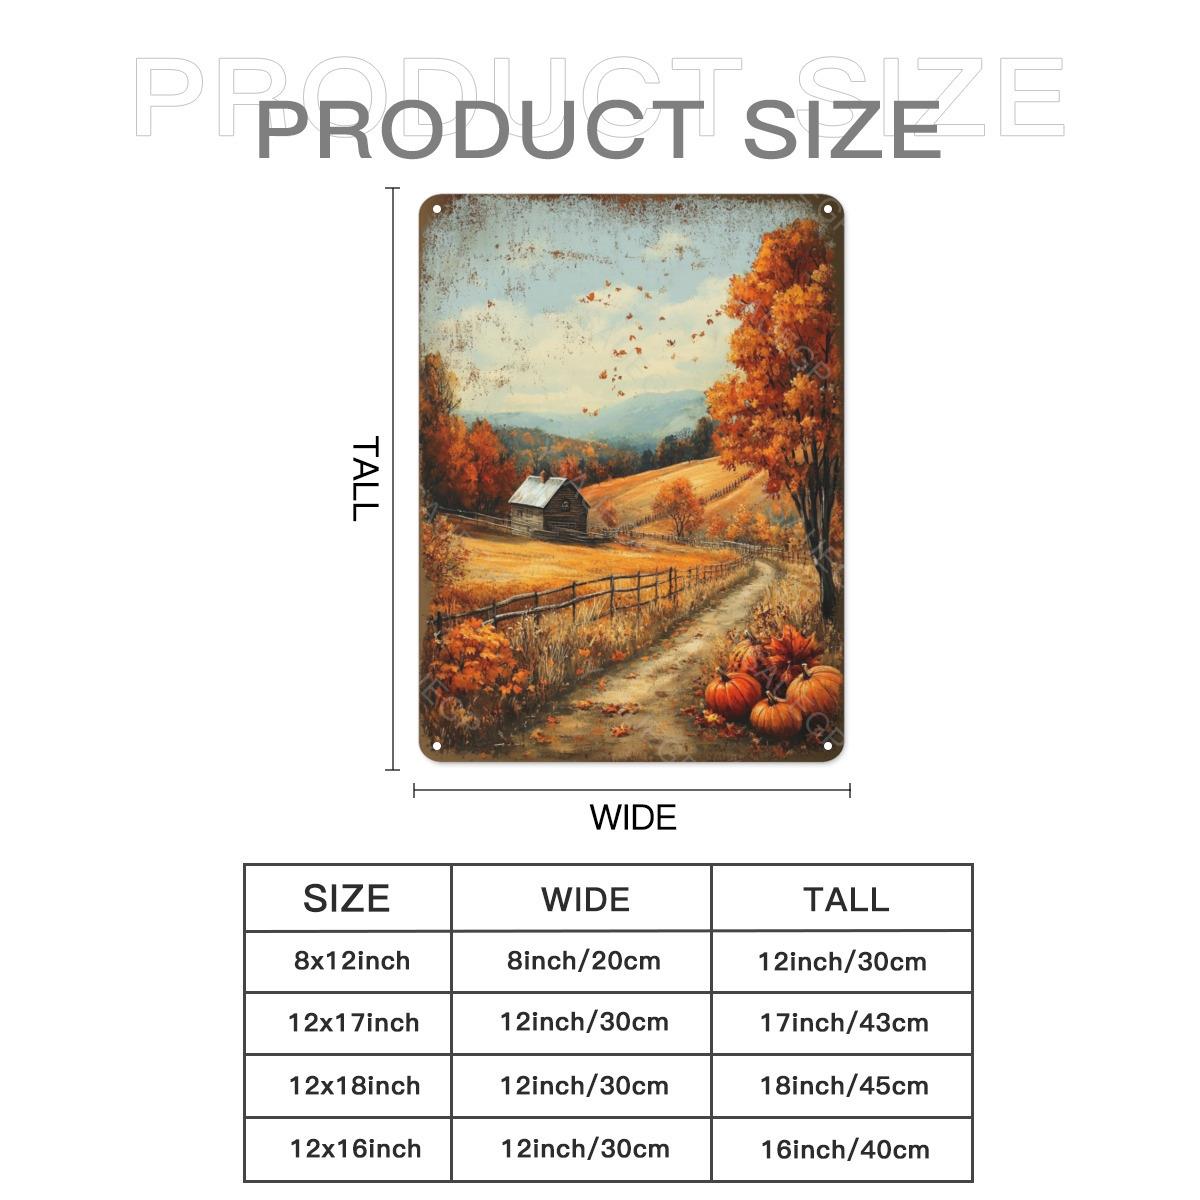 PRODUCT SIZE
PRODUCT SIZE
TALL
WIDE
SIZE WIDE TALL
8x12inch 8inch/20cm 12inch/30cm
12x17inch 12inch/30cm 17inch/43cm
12x18inch 12inch/30cm 18inch/45cm
12x16inch 12inch/30cm 16inch/40cm